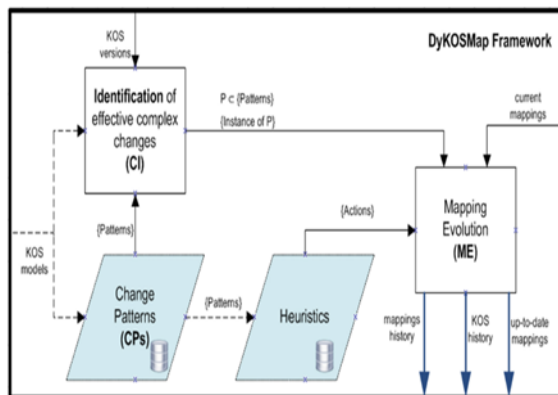 KOS
versions
DyKOSMap Framework
Identification of
effective complex
changes
(CI)
P ⊂ {Patterns}
{Instance of P}
current
mappings
{Patterns}
{Actions}
Mapping
Evolution
(ME)
KOS
models
Change
Patterns
(CPs)
{Patterns}
Heuristics
mappings
history
KOS
history
up-to-date
mappings